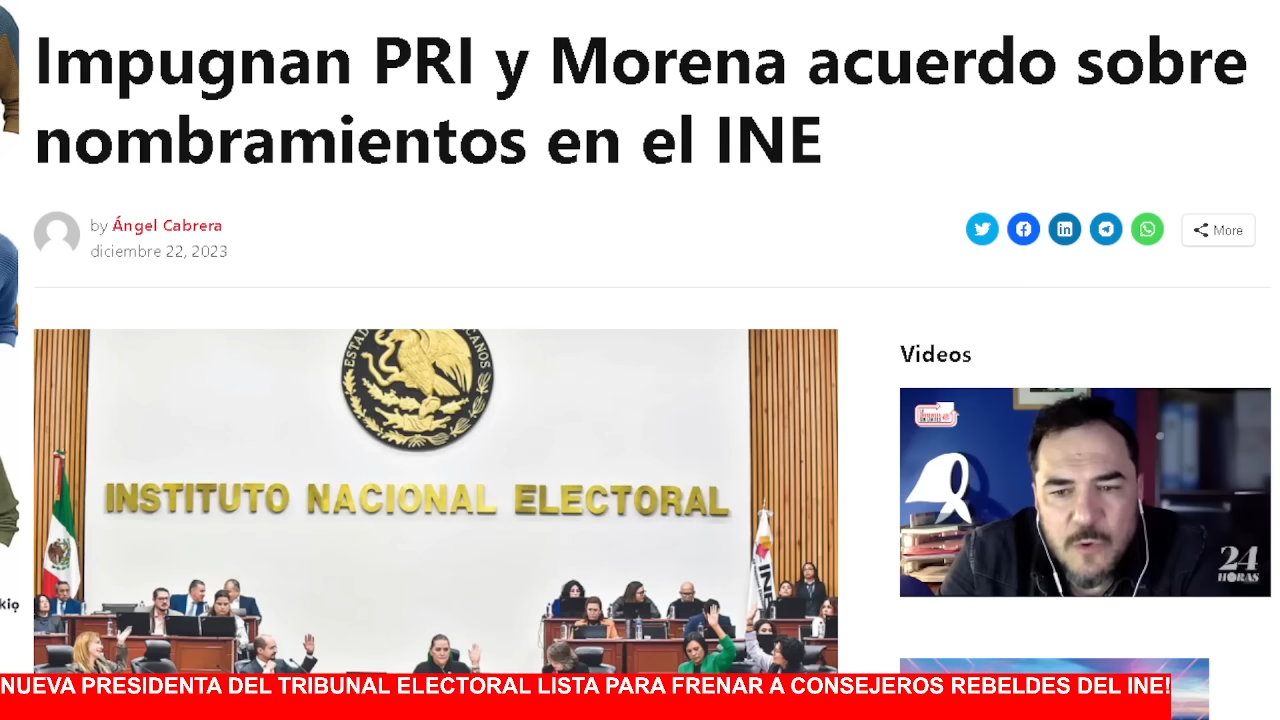 Impugnan PRI y Morena acuerdo sobre
nombramientos en el INE
by Ángel Cabrera
diciembre 22, 2023
More
Videos
INSTITUTO NACIONAL ELECTORAL
INE
24
HORAS
NUEVA PRESIDENTA DEL TRIBUNAL ELECTORAL LISTA PARA FRENAR A CONSEJEROS REBELDES DEL INE!